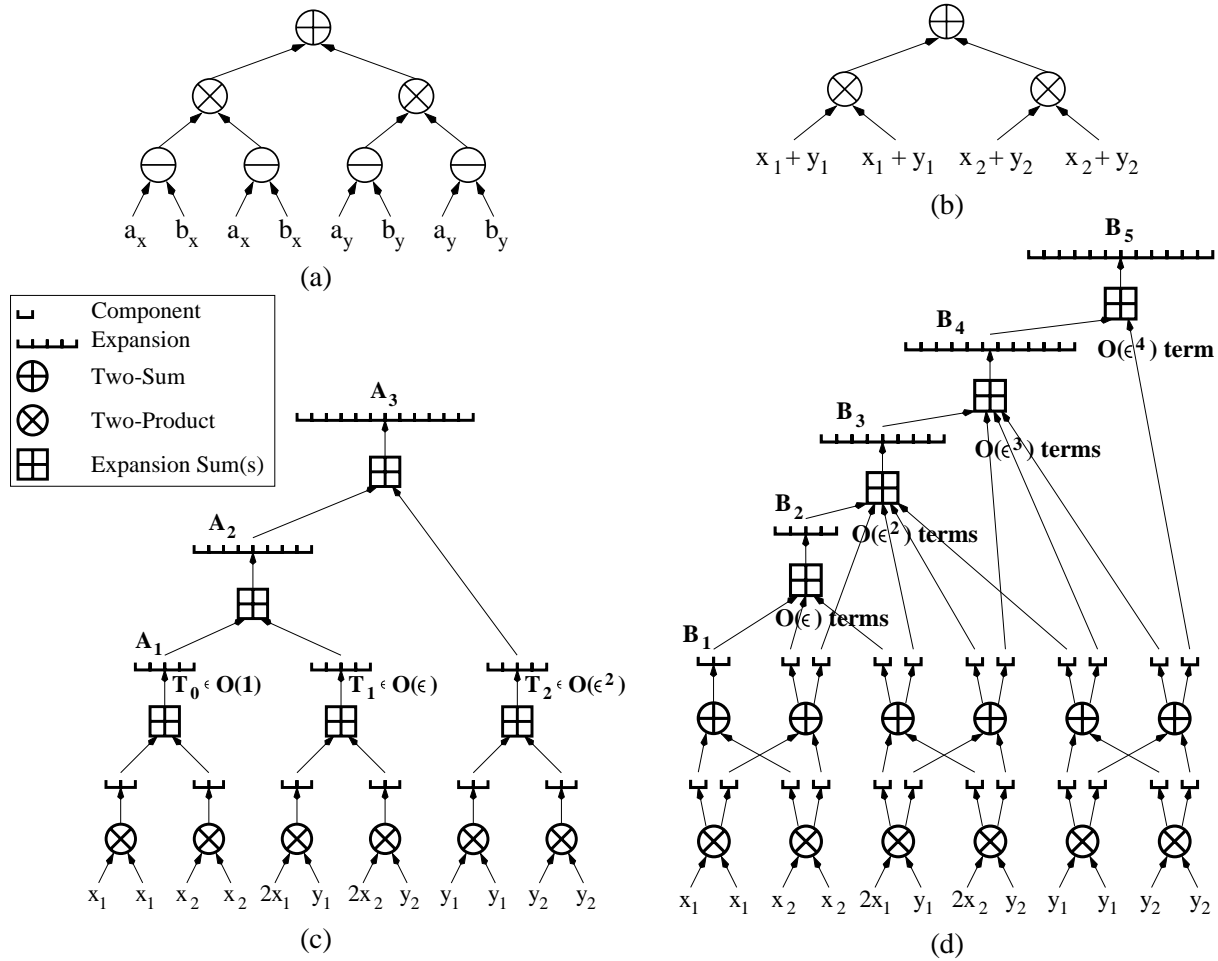 a_x b_x a_x b_x a_y b_y a_y b_y
(a)
x_1 + y_1 x_1 + y_1 x_2 + y_2 x_2 + y_2
(b)
Component
Expansion
Two-Sum
Two-Product
Expansion Sum(s)
A_3
A_2
A_1
T_0 ∈ O(1) T_1 ∈ O(ϵ) T_2 ∈ O(ϵ^2)
x_1 x_1 x_2 x_2 2x_1 y_1 2x_2 y_2 y_1 y_1 y_2 y_2
(c)
B_5
B_4
O(ϵ^4) term
B_3
O(ϵ^3) terms
B_2
O(ϵ^2) terms
O(ϵ) terms
B_1
x_1 x_1 x_2 x_2 2x_1 y_1 2x_2 y_2 y_1 y_1 y_2 y_2
(d)